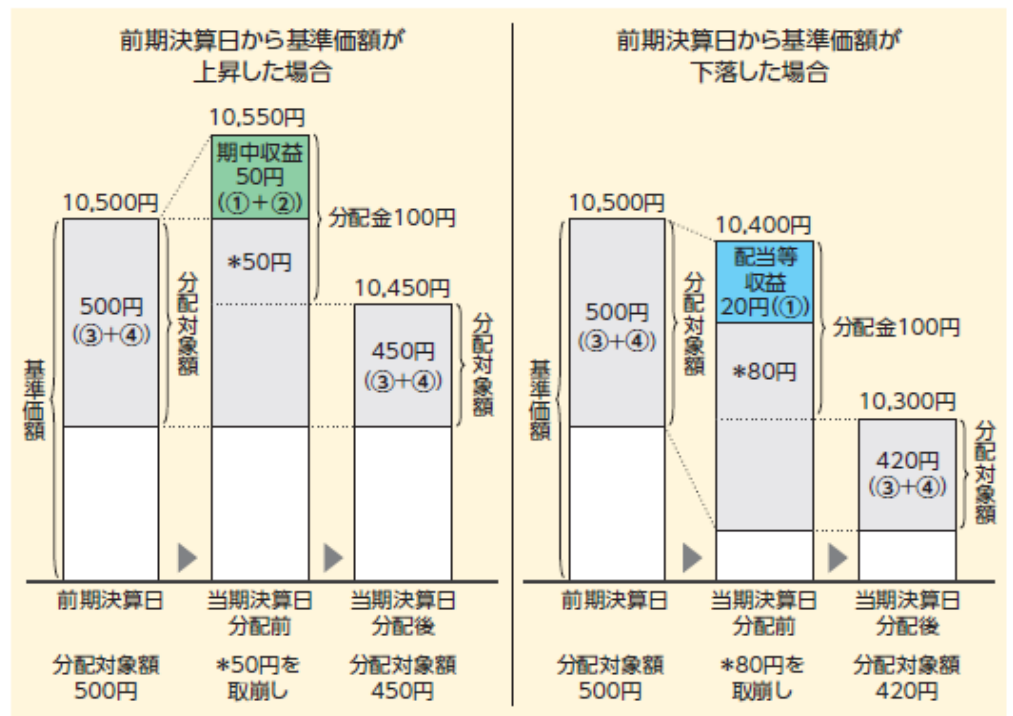 前期決算日から基準価額が
上昇した場合
10,550円
期中収益
50円
(①+②)
10,500円
分配金100円
*50円
分配対象額
500円
(③+④)
10,450円
450円
(③+④)
分配対象額
基準価額
前期決算日
当期決算日
分配前
当期決算日
分配後
分配対象額
500円
*50円を
取崩し
分配対象額
450円
前期決算日から基準価額が
下落した場合
10,500円
10,400円
配当等
収益
20円(①)
分配対象額
500円
(③+④)
分配金100円
*80円
10,300円
420円
(③+④)
分配対象額
基準価額
前期決算日
当期決算日
分配前
当期決算日
分配後
分配対象額
500円
*80円を
取崩し
分配対象額
420円